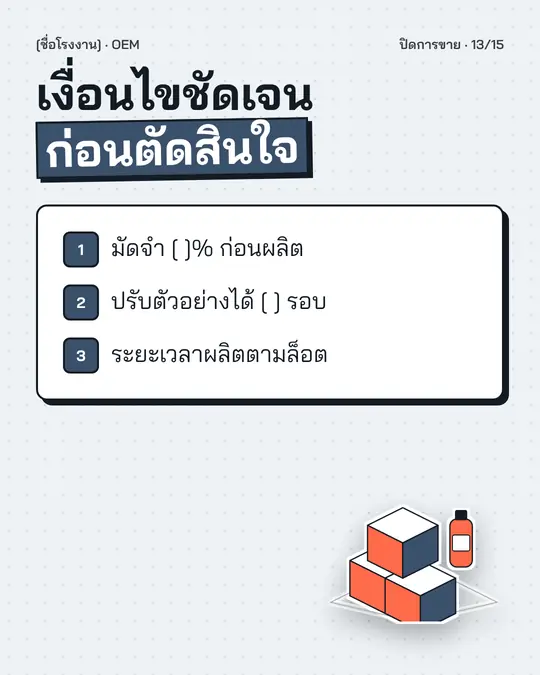 [ชื่อโรงงาน] · OEM
ปิดการขาย · 13/15
เงื่อนไขชัดเจน
ก่อนตัดสินใจ
1 มัดจำ [ ]% ก่อนผลิต
2 ปรับตัวอย่างได้ [ ] รอบ
3 ระยะเวลาผลิตตามล็อต